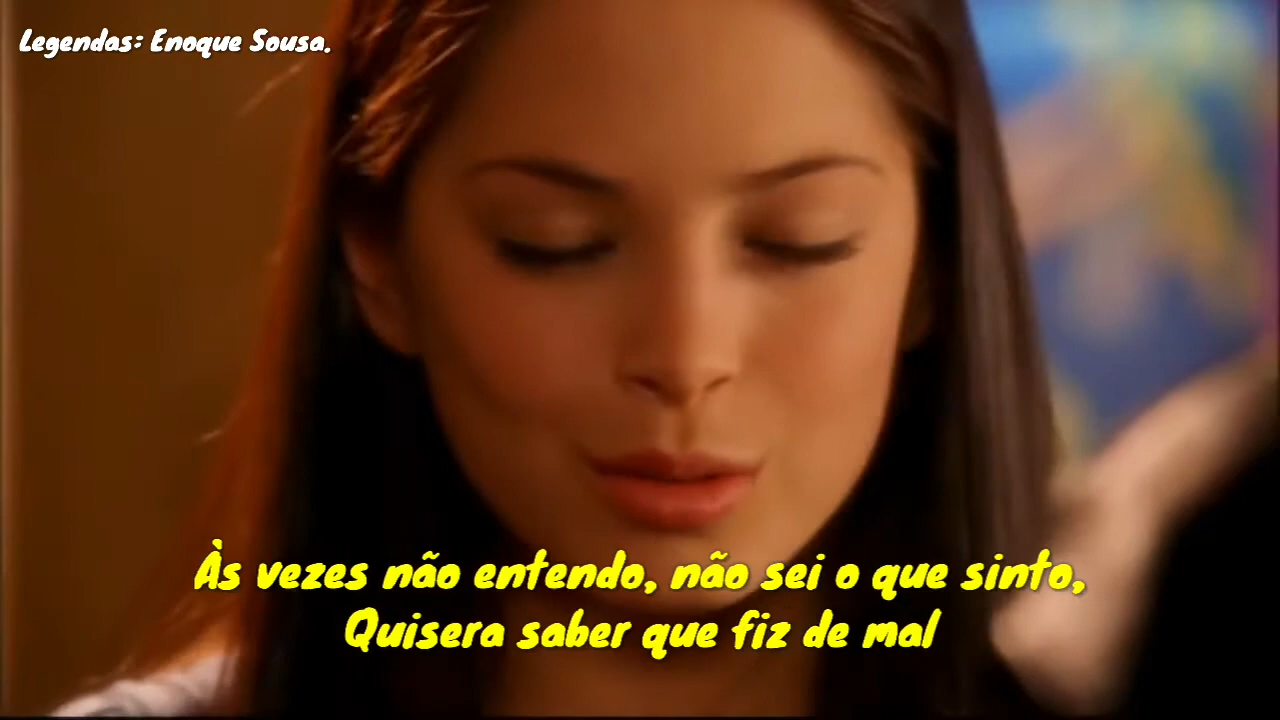 Legendas: Enoque Sousa.
Às vezes não entendo, não sei o que sinto,
Quisera saber que fiz de mal